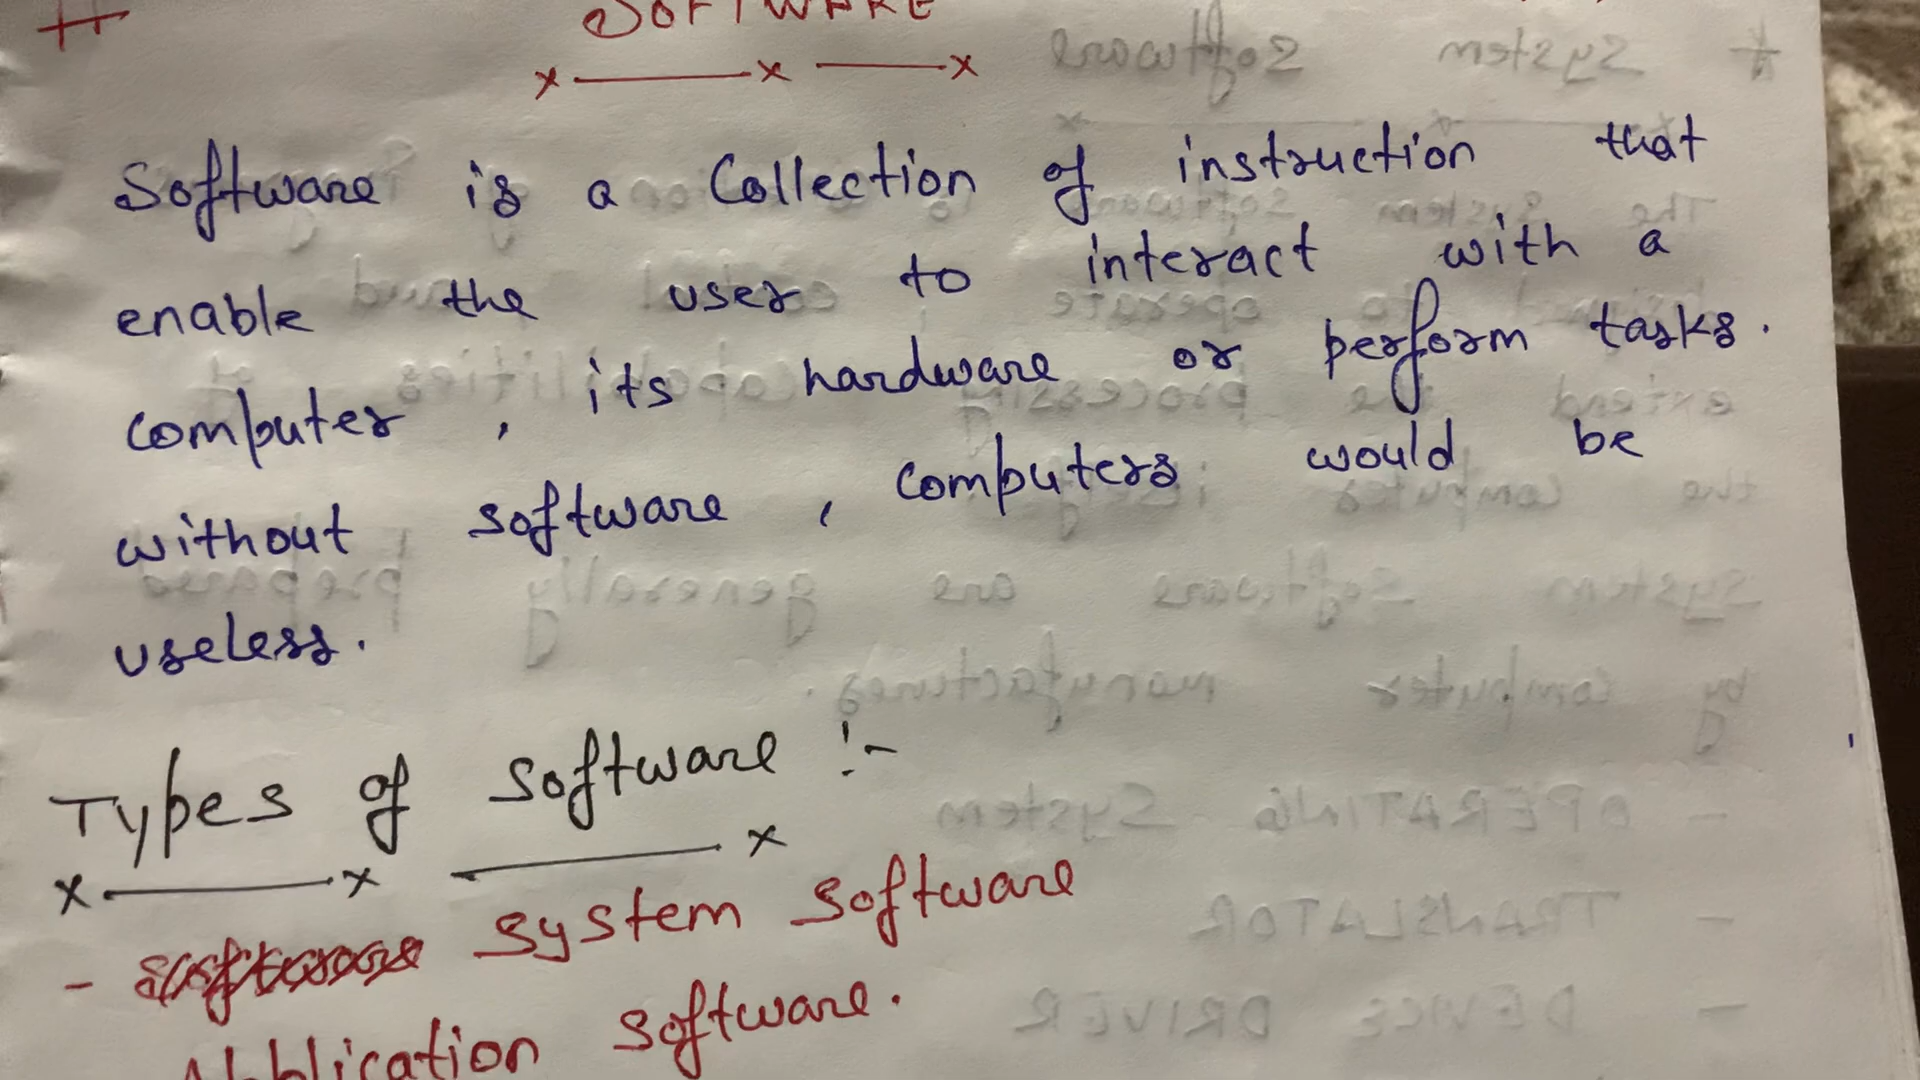 # SOFTWARE
Software is a Collection of instruction that
enable the user to interact with a
computer, its hardware or perform tasks.
without software, computers would be
useless.
Types of software :-
- System software
Application software.